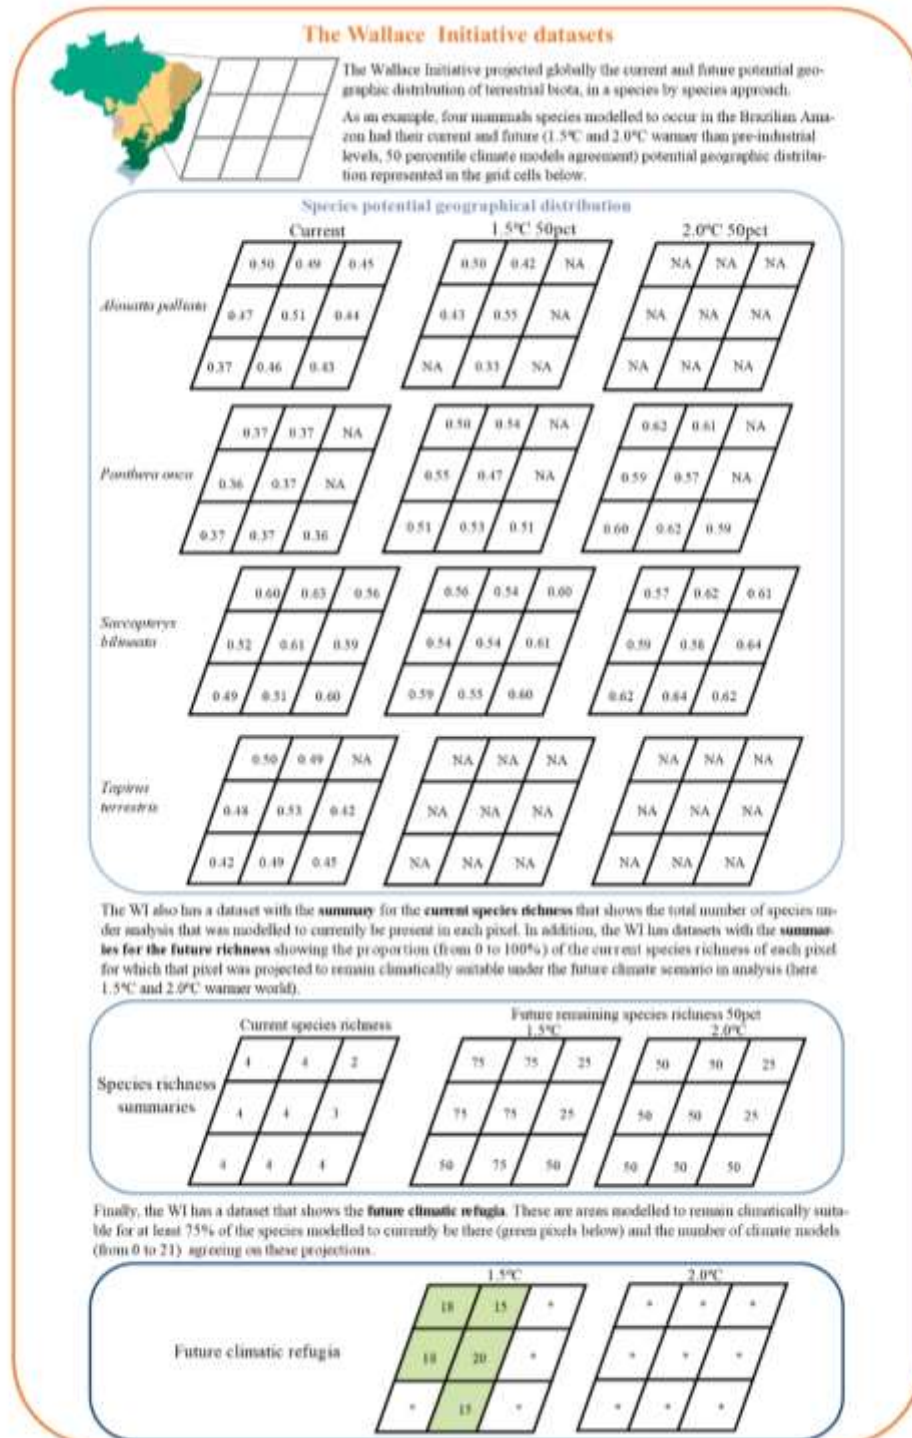 The Wallace Initiative datasets
The Wallace Initiative projected globally the current and future potential geo-
graphic distribution of terrestrial biota, in a species by species approach.
As an example, four mammals species modelled to occur in the Brazilian Ama-
zon had their current and future (1.5ºC and 2.0ºC warmer than pre-industrial
levels, 50 percentile climate models agreement) potential geographic distribu-
tion represented in the grid cells below.
Species potential geographical distribution
Current 1.5ºC 50pct 2.0ºC 50pct
0.50 0.49 0.45 0.50 0.42 NA NA NA NA
Alouatta palliata
0.47 0.51 0.44 0.43 0.55 NA NA NA NA
0.37 0.46 0.43 NA 0.33 NA NA NA NA
0.37 0.37 NA 0.50 0.54 NA 0.62 0.61 NA
Panthera onca
0.36 0.37 NA 0.55 0.47 NA 0.59 0.57 NA
0.37 0.37 0.36 0.51 0.53 0.51 0.60 0.62 0.59
0.60 0.63 0.56 0.56 0.54 0.60 0.57 0.62 0.61
Saccopteryx
bilineata
0.52 0.61 0.59 0.54 0.54 0.61 0.59 0.58 0.64
0.49 0.51 0.60 0.59 0.55 0.60 0.62 0.64 0.62
0.50 0.49 NA NA NA NA NA NA NA
Tapirus
terrestris
0.48 0.53 0.42 NA NA NA NA NA NA
0.42 0.49 0.45 NA NA NA NA NA NA
The WI also has a dataset with the summary for the current species richness that shows the total number of species un-
der analysis that was modelled to currently be present in each pixel. In addition, the WI has datasets with the summar-
ies for the future richness showing the proportion (from 0 to 100%) of the current species richness of each pixel
for which that pixel was projected to remain climatically suitable under the future climate scenario in analysis (here
1.5ºC and 2.0ºC warmer world).
Future remaining species richness 50pct
Current species richness 1.5ºC 2.0ºC
4 4 2 75 75 25 50 50 25
Species richness
summaries
4 4 3 75 75 25 50 50 25
4 4 4 50 75 50 50 50 50
Finally, the WI has a dataset that shows the future climatic refugia. These are areas modelled to remain climatically suita-
ble for at least 75% of the species modelled to currently be there (green pixels below) and the number of climate models
(from 0 to 21) agreeing on these projections.
1.5ºC 2.0ºC
18 15 * * * *
Future climatic refugia
18 20 * * * *
* 15 * * * *